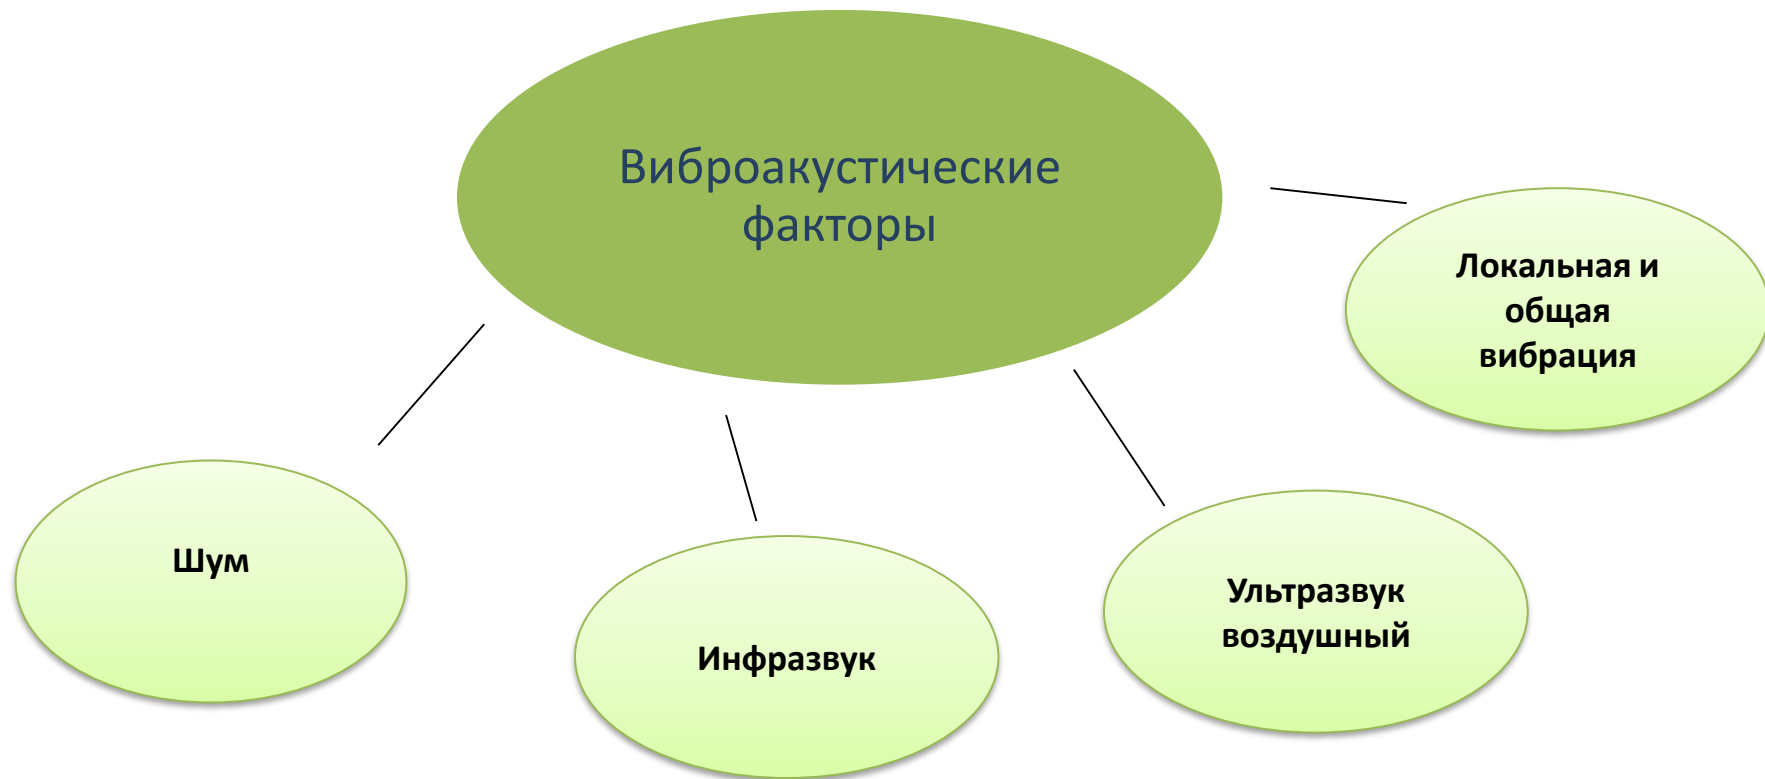 Виброакустические
факторы
Локальная и
общая
вибрация
Шум
Инфразвук
Ультразвук
воздушный